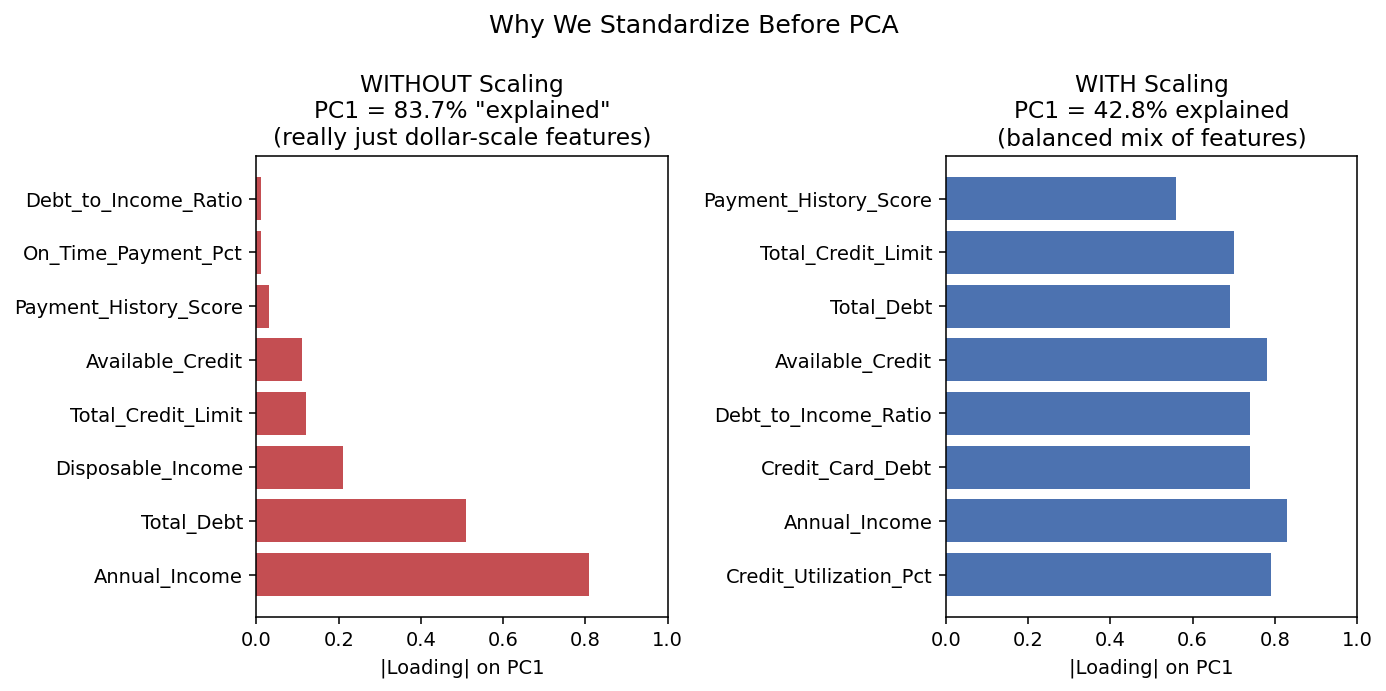 Why We Standardize Before PCA
WITHOUT Scaling
PC1 = 83.7% "explained"
(really just dollar-scale features)
Debt_to_Income_Ratio
On_Time_Payment_Pct
Payment_History_Score
Available_Credit
Total_Credit_Limit
Disposable_Income
Total_Debt
Annual_Income
0.0 0.2 0.4 0.6 0.8 1.0
|Loading| on PC1
WITH Scaling
PC1 = 42.8% explained
(balanced mix of features)
Payment_History_Score
Total_Credit_Limit
Total_Debt
Available_Credit
Debt_to_Income_Ratio
Credit_Card_Debt
Annual_Income
Credit_Utilization_Pct
0.0 0.2 0.4 0.6 0.8 1.0
|Loading| on PC1